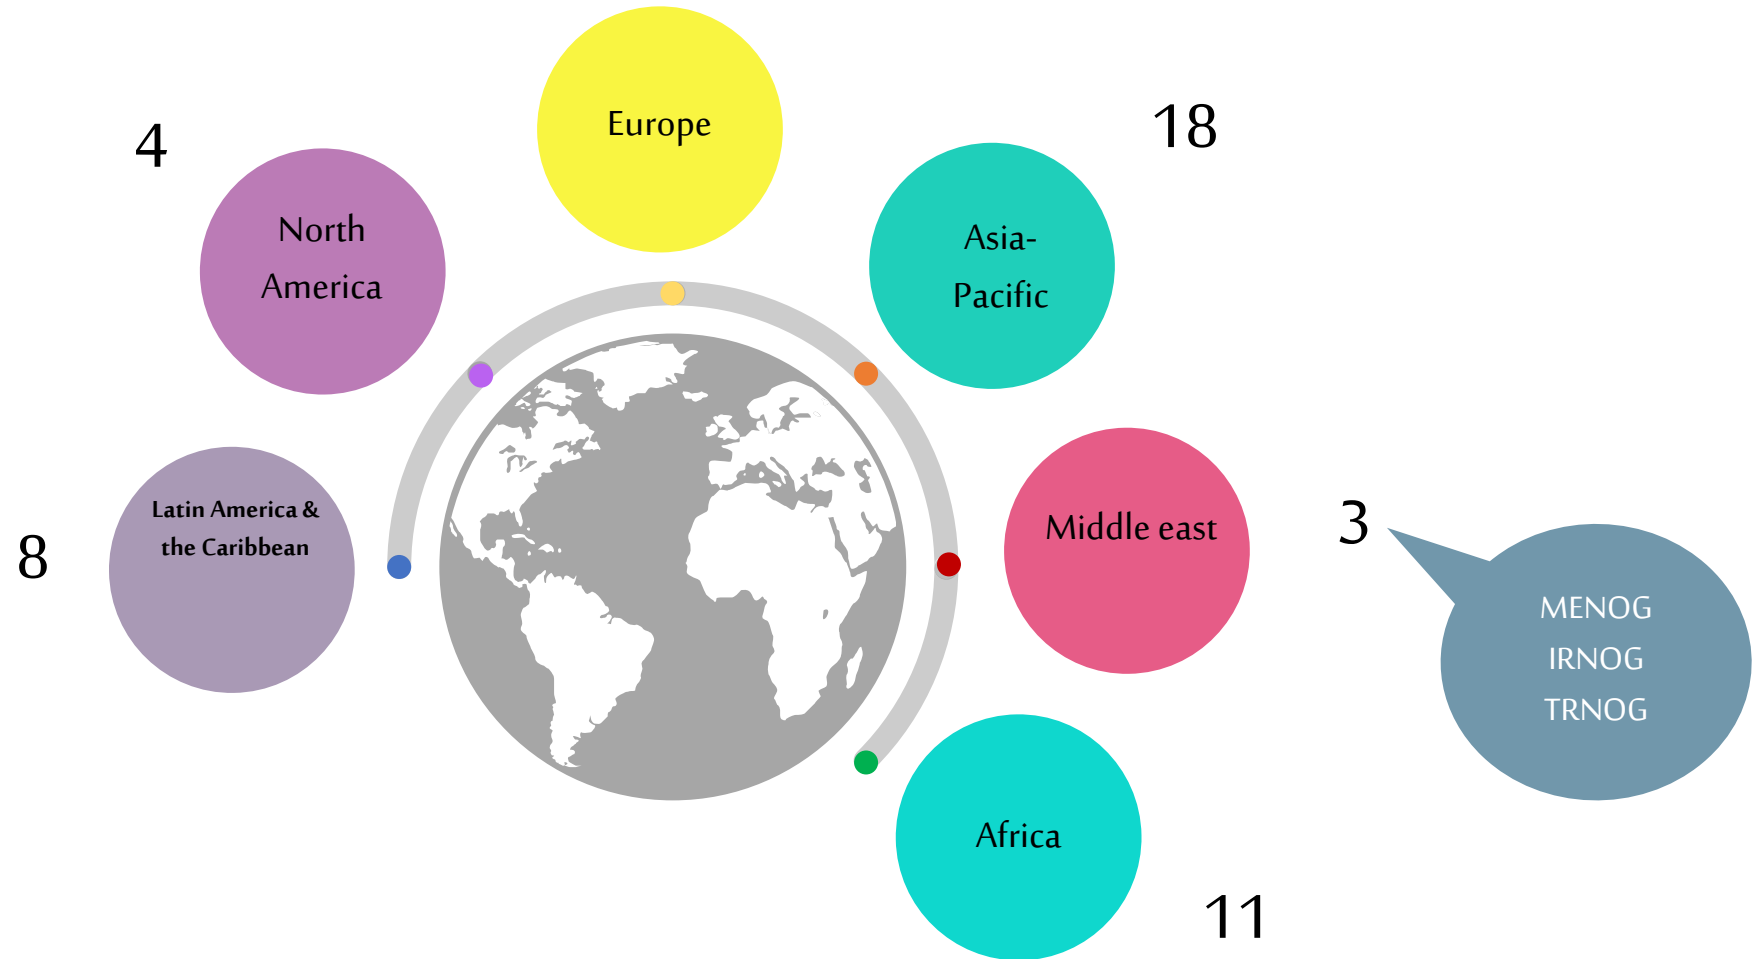 Europe
4
18
North
America
Asia-
Pacific
Latin America &
the Caribbean
8
Middle east
3
MENOG
IRNOG
TRNOG
Africa
11